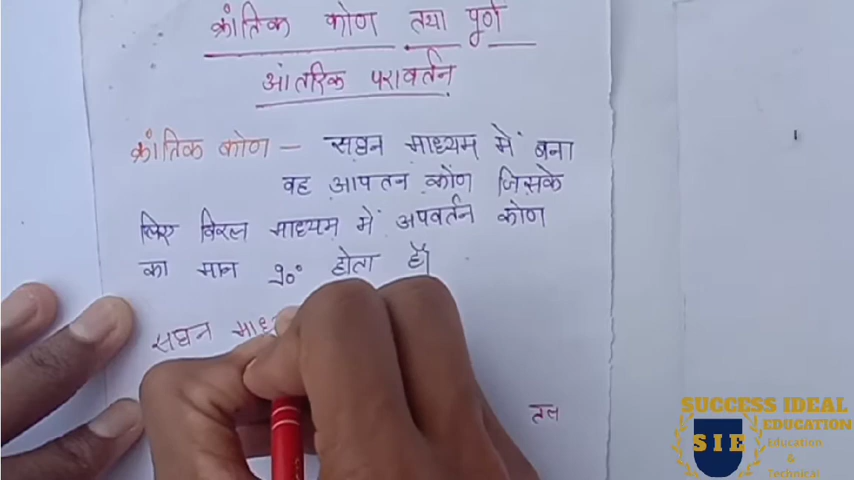 क्रांतिक कोण तथा पूर्ण
आंतरिक परावर्तन
क्रांतिक कोण – सघन माध्यम में बना
वह आपतन कोण जिसके
लिए विरल माध्यम में अपवर्तन कोण
का मान 90° होता है।
सघन माध्य
तल
SUCCESS IDEAL
EDUCATION
SIE
Education
&
Technical